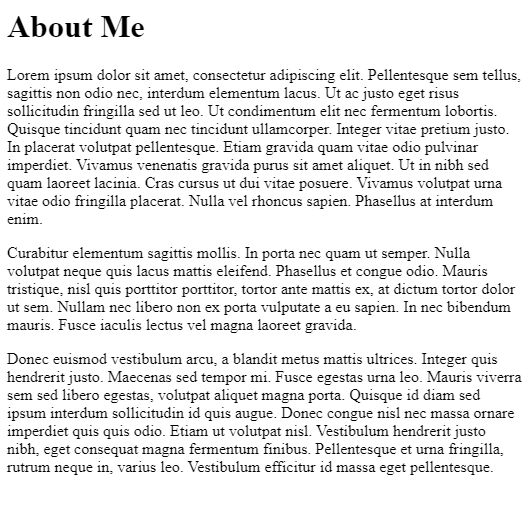 About Me
Lorem ipsum dolor sit amet, consectetur adipiscing elit. Pellentesque sem tellus,
sagittis non odio nec, interdum elementum lacus. Ut ac justo eget risus
sollicitudin fringilla sed ut leo. Ut condimentum elit nec fermentum lobortis.
Quisque tincidunt quam nec tincidunt ullamcorper. Integer vitae pretium justo.
In placerat volutpat pellentesque. Etiam gravida quam vitae odio pulvinar
imperdiet. Vivamus venenatis gravida purus sit amet aliquet. Ut in nibh sed
quam laoreet lacinia. Cras cursus ut dui vitae posuere. Vivamus volutpat urna
vitae odio fringilla placerat. Nulla vel rhoncus sapien. Phasellus at interdum
enim.
Curabitur elementum sagittis mollis. In porta nec quam ut semper. Nulla
volutpat neque quis lacus mattis eleifend. Phasellus et congue odio. Mauris
tristique, nisl quis porttitor porttitor, tortor ante mattis ex, at dictum tortor dolor
ut sem. Nullam nec libero non ex porta vulputate a eu sapien. In nec bibendum
mauris. Fusce iaculis lectus vel magna laoreet gravida.
Donec euismod vestibulum arcu, a blandit metus mattis ultrices. Integer quis
hendrerit justo. Maecenas sed tempor mi. Fusce egestas urna leo. Mauris viverra
sem sed libero egestas, volutpat aliquet magna porta. Quisque id diam sed
ipsum interdum sollicitudin id quis augue. Donec congue nisl nec massa ornare
imperdiet quis quis odio. Etiam ut volutpat nisl. Vestibulum hendrerit justo
nibh, eget consequat magna fermentum finibus. Pellentesque et urna fringilla,
rutrum neque in, varius leo. Vestibulum efficitur id massa eget pellentesque.